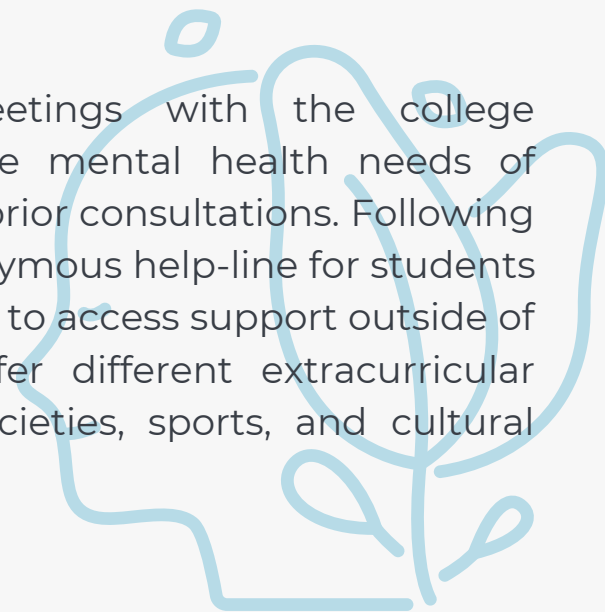 eetings with the college
e mental health needs of
prior consultations. Following
ymous help-line for students
to access support outside of
fer different extracurricular
cieties, sports, and cultural